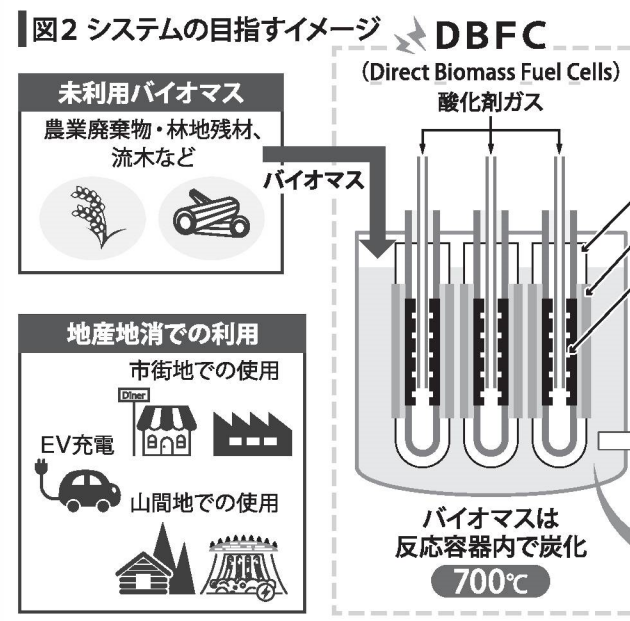 図2 システムの目指すイメージ
未利用バイオマス
農業廃棄物・林地残材、
流木など
バイオマス
地産地消での利用
市街地での使用
Diner
EV充電
山間地での使用
DBFC
(Direct Biomass Fuel Cells)
酸化剤ガス
バイオマスは
反応容器内で炭化
700℃